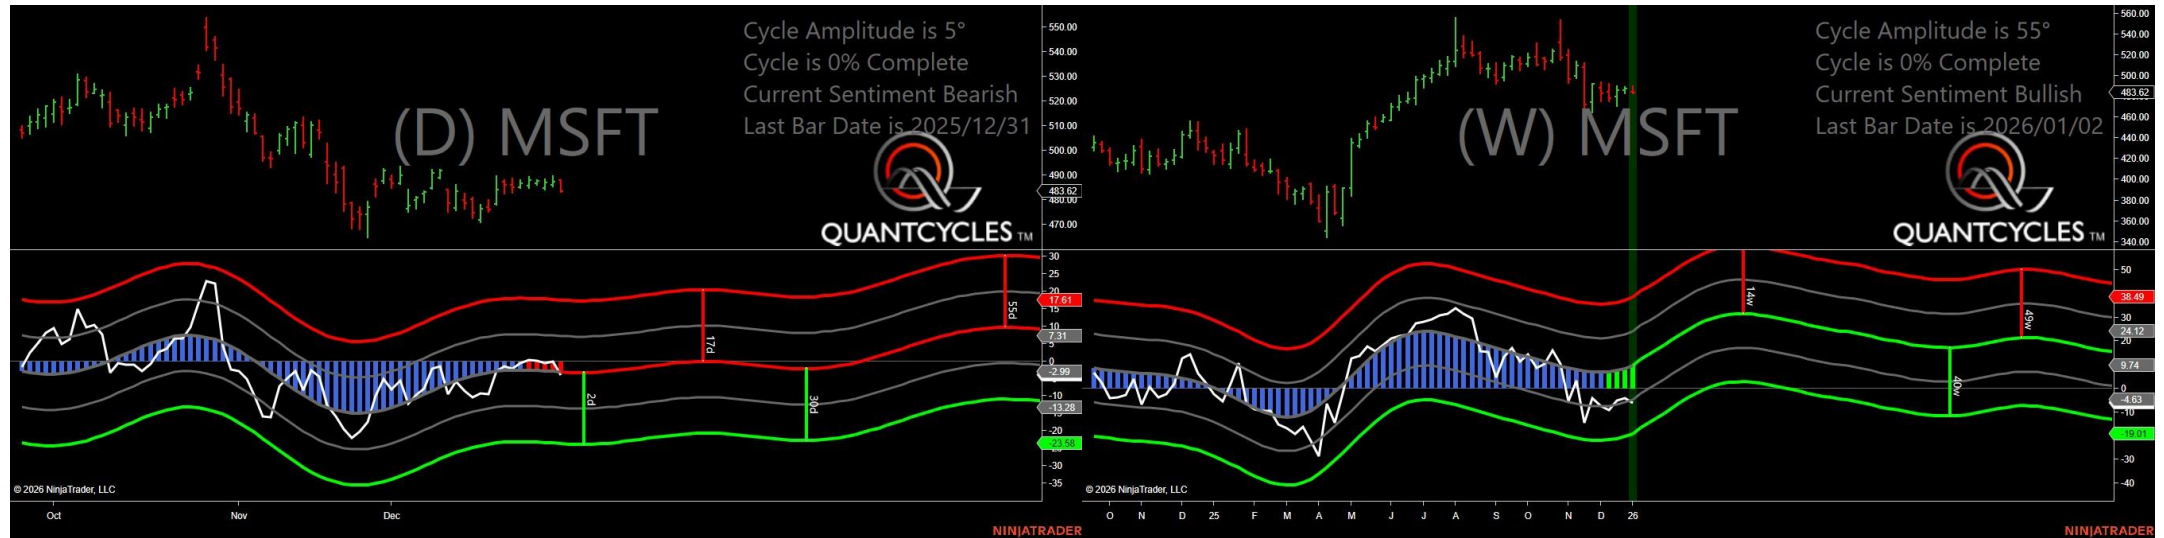 Cycle Amplitude is 5°
Cycle is 0% Complete
Current Sentiment Bearish
Last Bar Date is 2025/12/31
(D) MSFT
QUANTCYCLES TM
550.00
540.00
530.00
520.00
510.00
500.00
490.00
483.62
480.00
470.00
30
25
20
17.61
15
10
7.31
5
0
-2.99
-10
-13.28
-20
-23.58
-30
-35
2d
17d
30d
55d
© 2026 NinjaTrader, LLC
Oct
Nov
Dec
NINJATRADER
Cycle Amplitude is 55°
Cycle is 0% Complete
Current Sentiment Bullish
Last Bar Date is 2026/01/02
(W) MSFT
QUANTCYCLES TM
560.00
540.00
520.00
500.00
483.62
460.00
440.00
420.00
400.00
380.00
360.00
340.00
50
38.49
30
24.12
20
9.74
0
-4.63
-10
-19.01
-30
-40
14w
40w
49w
© 2026 NinjaTrader, LLC
O N D 25 F M A M J J A S O N D 26
NINJATRADER